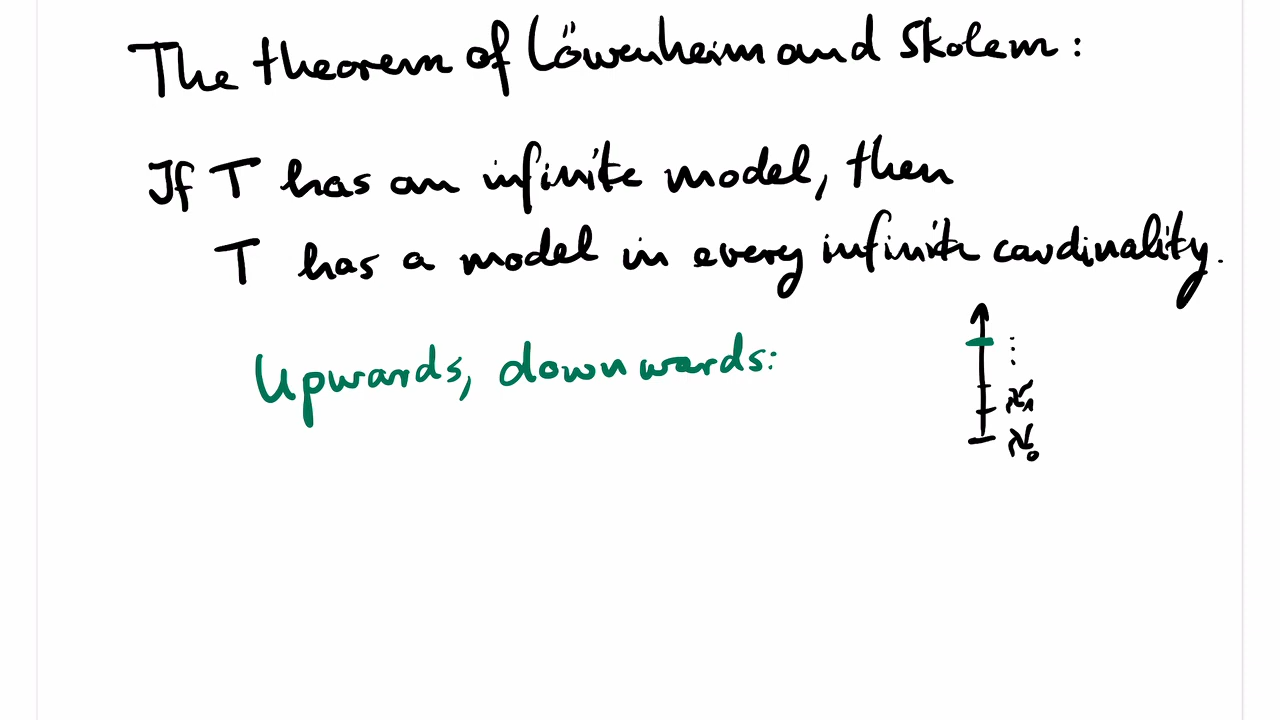 The theorem of Löwenheim and Skolem:
If T has an infinite model, then
T has a model in every infinite cardinality.
Upwards, downwards:
⋮
ℵ₁
ℵ₀